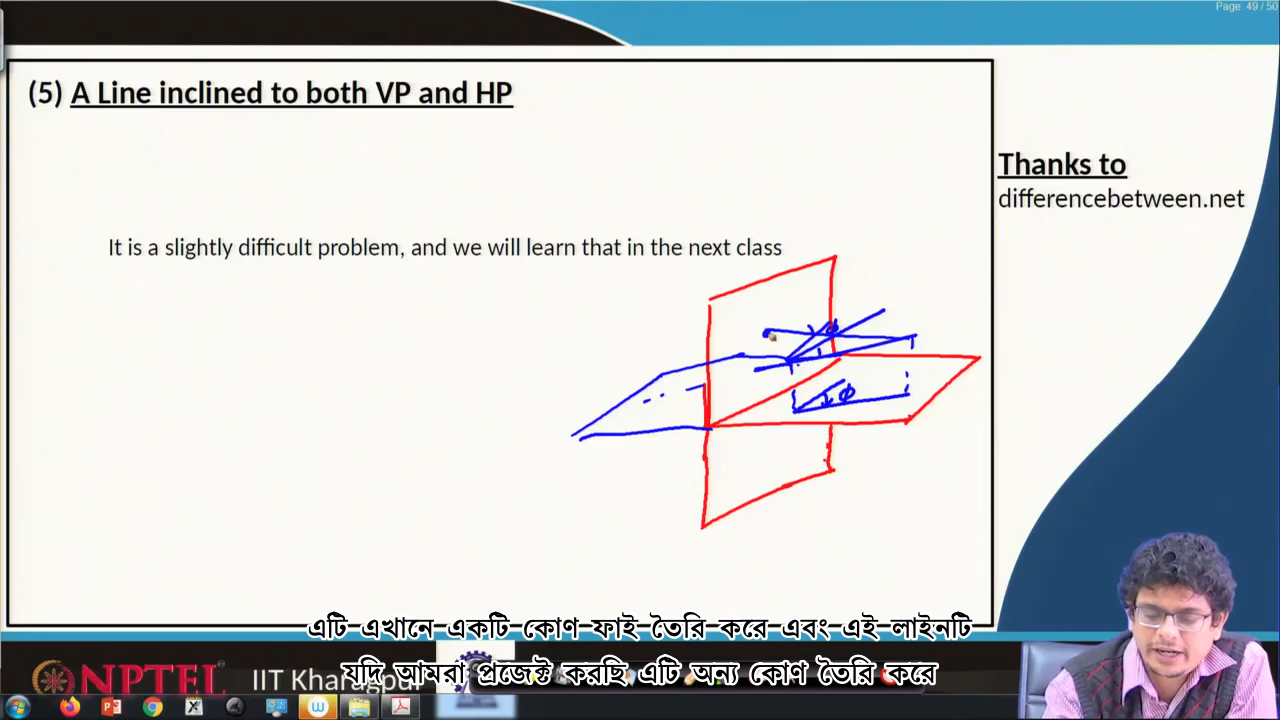 Page: 49 / 50
(5) A Line inclined to both VP and HP
Thanks to
differencebetween.net
It is a slightly difficult problem, and we will learn that in the next class
ϕ
ϕ
এটি এখানে একটি কোণ ফাই তৈরি করে এবং এই লাইনটি
যদি আমরা প্রজেক্ট করছি এটি অন্য কোণ তৈরি করে
NPTEL IIT Kharagpur